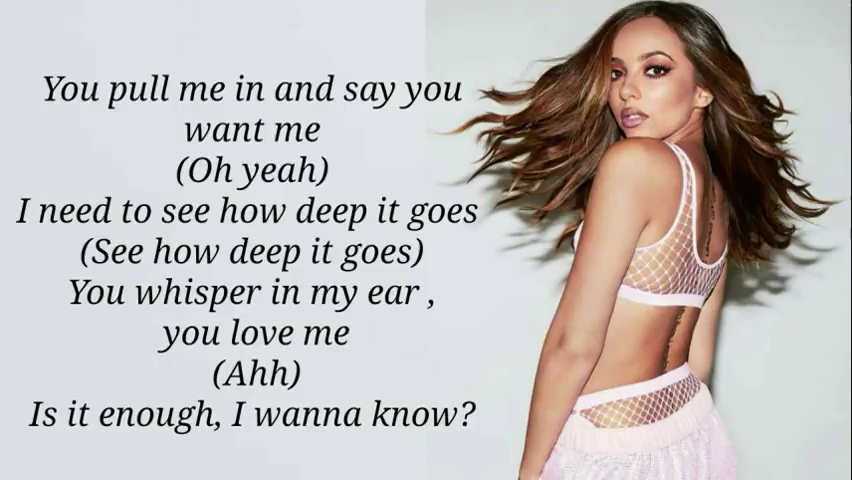 You pull me in and say you
want me
(Oh yeah)
I need to see how deep it goes
(See how deep it goes)
You whisper in my ear ,
you love me
(Ahh)
Is it enough, I wanna know?